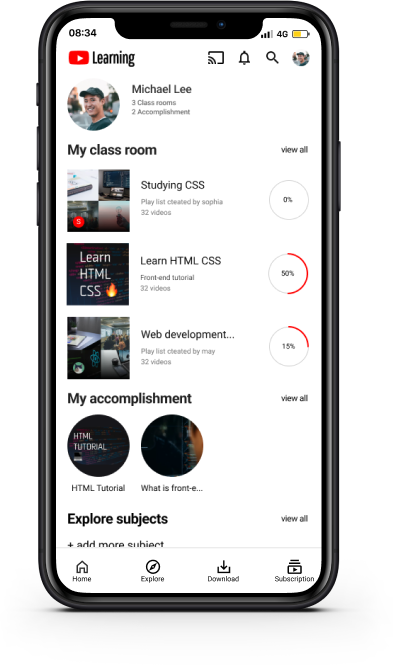 08:34
4G
Learning
Michael Lee
3 Class rooms
2 Accomplishment
My class room
view all
Studying CSS
Play list cteated by sophia
32 videos
S
0%
Learn
HTML
CSS 🔥
Learn HTML CSS
Front-end tutorial
32 videos
50%
Web development...
Play list cteated by may
32 videos
15%
My accomplishment
view all
HTML
TUTORIAL
HTML Tutorial
What is front-e...
Explore subjects
view all
+ add more subject
Home
Explore
Download
Subscription